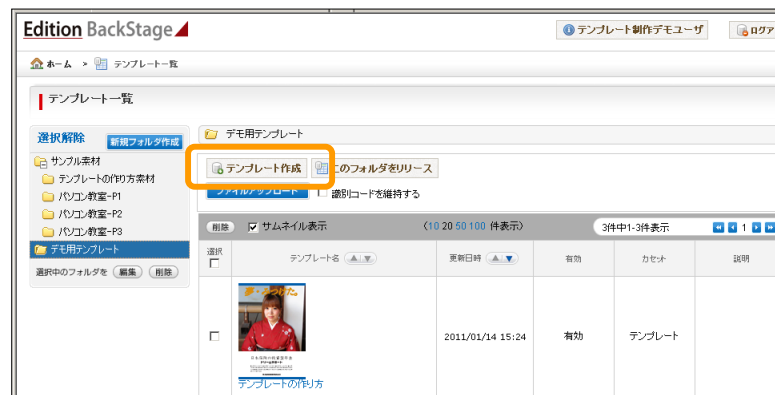 Edition BackStage
テンプレート制作デモユーザ
ログア
ホーム > テンプレート一覧
テンプレート一覧
選択解除 新規フォルダ作成
サンプル素材
テンプレートの作り方素材
パソコン教室-P1
パソコン教室-P2
パソコン教室-P3
デモ用テンプレート
選択中のフォルダを 編集 削除
デモ用テンプレート
テンプレート作成 このフォルダをリリース
ファイルアップロード 識別コードを維持する
削除 サムネイル表示 (10 20 50 100 件表示) 3件中1-3件表示 1
選択 テンプレート名 ▲ ▼ 更新日時 ▲ ▼ 有効 カセット 説明
夢・みつけた。
2011/01/14 15:24 有効 テンプレート
テンプレートの作り方